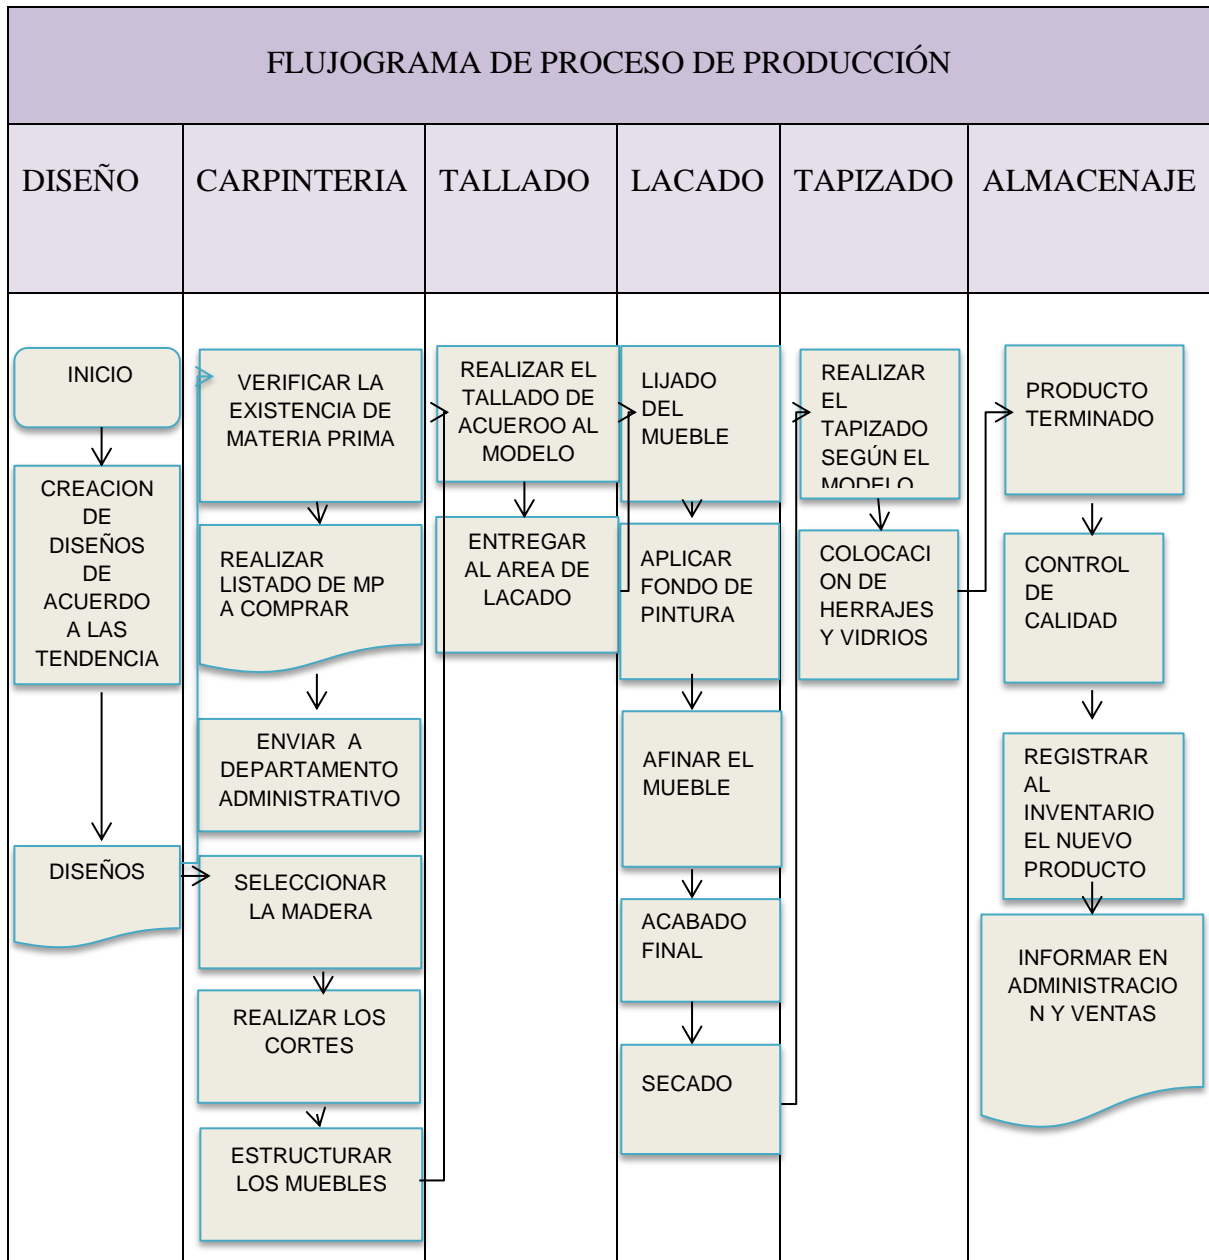 FLUJOGRAMA DE PROCESO DE PRODUCCIÓN
DISEÑO
CARPINTERIA
TALLADO
LACADO
TAPIZADO
ALMACENAJE
INICIO
CREACION
DE
DISEÑOS
DE
ACUERDO
A LAS
TENDENCIA
DISEÑOS
VERIFICAR LA
EXISTENCIA DE
MATERIA PRIMA
REALIZAR
LISTADO DE MP
A COMPRAR
ENVIAR A
DEPARTAMENTO
ADMINISTRATIVO
SELECCIONAR
LA MADERA
REALIZAR LOS
CORTES
ESTRUCTURAR
LOS MUEBLES
REALIZAR EL
TALLADO DE
ACUEROO AL
MODELO
ENTREGAR
AL AREA DE
LACADO
LIJADO
DEL
MUEBLE
APLICAR
FONDO DE
PINTURA
AFINAR EL
MUEBLE
ACABADO
FINAL
SECADO
REALIZAR
EL
TAPIZADO
SEGÚN EL
MODELO
COLOCACI
ON DE
HERRAJES
Y VIDRIOS
PRODUCTO
TERMINADO
CONTROL
DE
CALIDAD
REGISTRAR
AL
INVENTARIO
EL NUEVO
PRODUCTO
INFORMAR EN
ADMINISTRACIO
N Y VENTAS